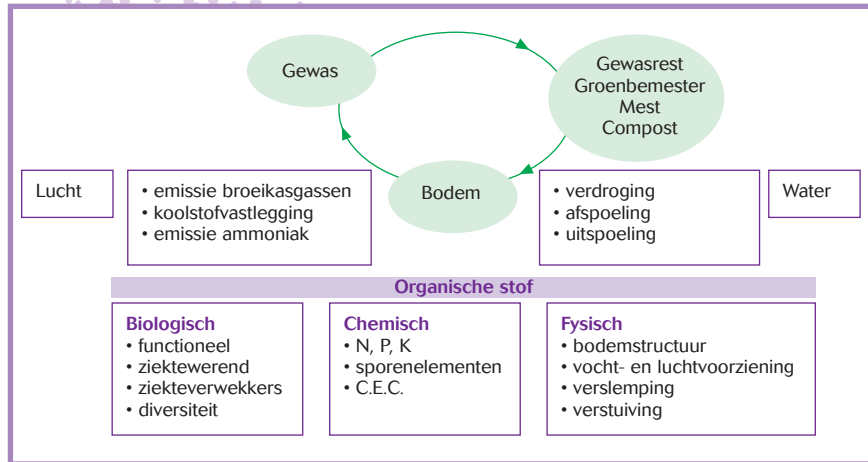 Gewas
Gewasrest
Groenbemester
Mest
Compost
Bodem
Lucht
• emissie broeikasgassen
• koolstofvastlegging
• emissie ammoniak
• verdroging
• afspoeling
• uitspoeling
Water
Organische stof
Biologisch
• functioneel
• ziektewerend
• ziekteverwekkers
• diversiteit
Chemisch
• N, P, K
• sporenelementen
• C.E.C.
Fysisch
• bodemstructuur
• vocht- en luchtvoorziening
• verslemping
• verstuiving